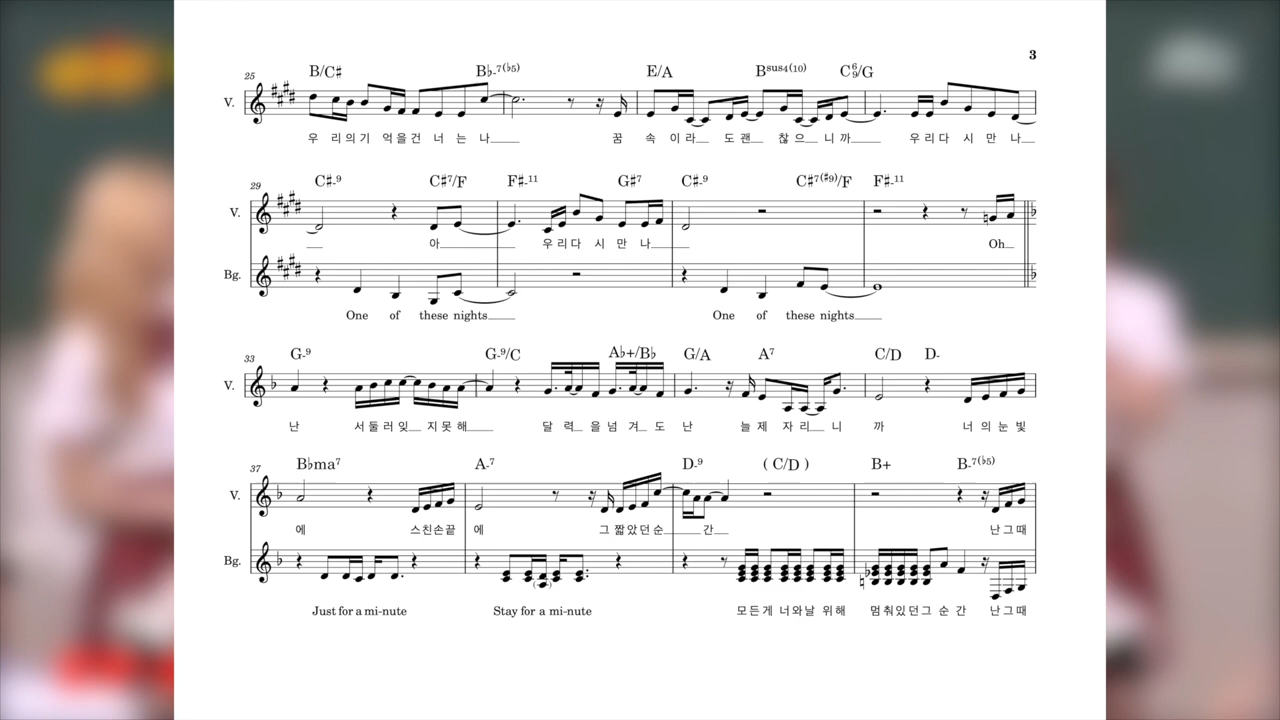 3
25
B/C♯ B♭-7(♭5) E/A Bsus4(10) C6/9/G
V.
우 리의기 억을건 너 는 나 꿈 속 이라 도괜 찮으 니까 우리다 시 만 나
29
C♯-9 C♯7/F F♯-11 G♯7 C♯-9 C♯7(♯9)/F F♯-11
V.
아 우리다 시 만 나 Oh
Bg.
One of these nights One of these nights
33
G-9 G-9/C A♭+/B♭ G/A A7 C/D D-
V.
난 서둘러잊 지못해 달 력 을넘 겨 도 난 늘 제 자리 니 까 너의눈빛
37
B♭ma7 A-7 D-9 ( C/D ) B+ B-7(♭5)
V.
에 스친손끝 에 그 짧았던순 간 난그때
Bg.
Just for a mi-nute Stay for a mi-nute 모든게 너와날 위해 멈춰있던그 순 간 난그때